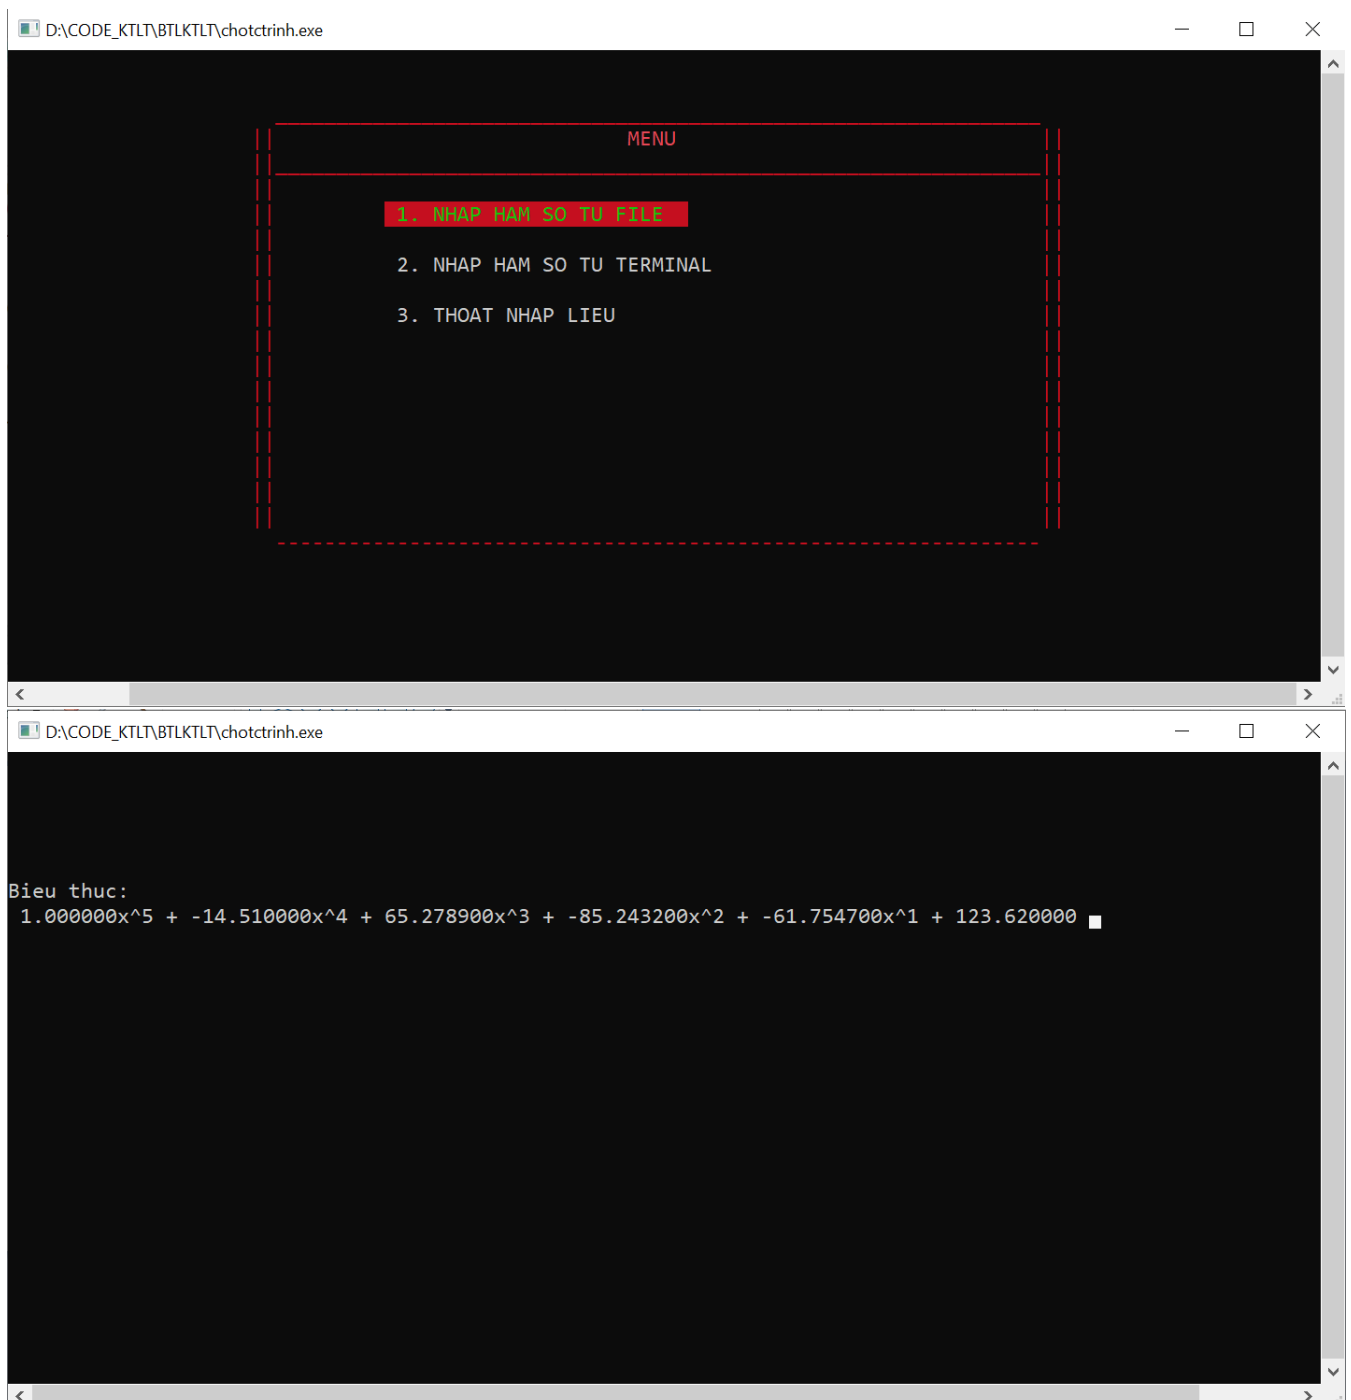 D:\CODE_KTLT\BTLKTLT\chotctrinh.exe
MENU
1. NHAP HAM SO TU FILE
2. NHAP HAM SO TU TERMINAL
3. THOAT NHAP LIEU
D:\CODE_KTLT\BTLKTLT\chotctrinh.exe
Bieu thuc:
1.000000x^5 + -14.510000x^4 + 65.278900x^3 + -85.243200x^2 + -61.754700x^1 + 123.620000